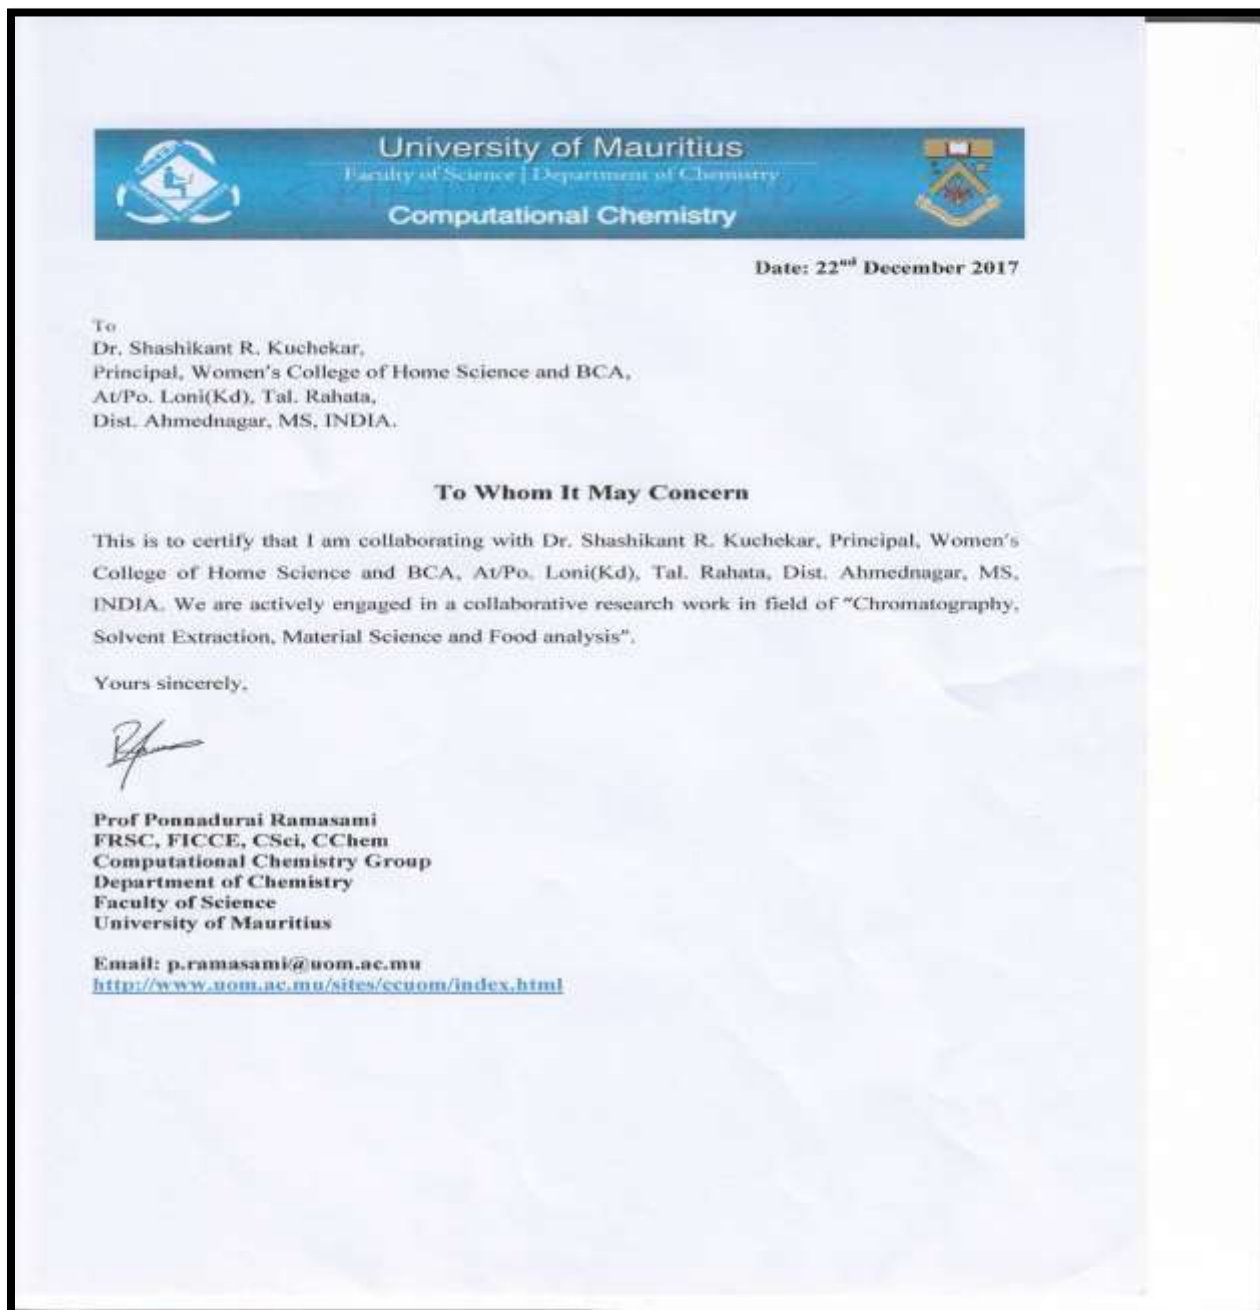 University of Mauritius
Faculty of Science | Department of Chemistry
Computational Chemistry
Date: 22nd December 2017
To
Dr. Shashikant R. Kuchekar,
Principal, Women's College of Home Science and BCA,
At/Po. Loni(Kd), Tal. Rahata,
Dist. Ahmednagar, MS, INDIA.
To Whom It May Concern
This is to certify that I am collaborating with Dr. Shashikant R. Kuchekar, Principal, Women's
College of Home Science and BCA, At/Po. Loni(Kd), Tal. Rahata, Dist. Ahmednagar, MS,
INDIA. We are actively engaged in a collaborative research work in field of "Chromatography,
Solvent Extraction, Material Science and Food analysis".
Yours sincerely,
Prof Ponnadurai Ramasami
FRSC, FICCE, CSci, CChem
Computational Chemistry Group
Department of Chemistry
Faculty of Science
University of Mauritius
Email: p.ramasami@uom.ac.mu
http://www.uom.ac.mu/sites/ccuom/index.html